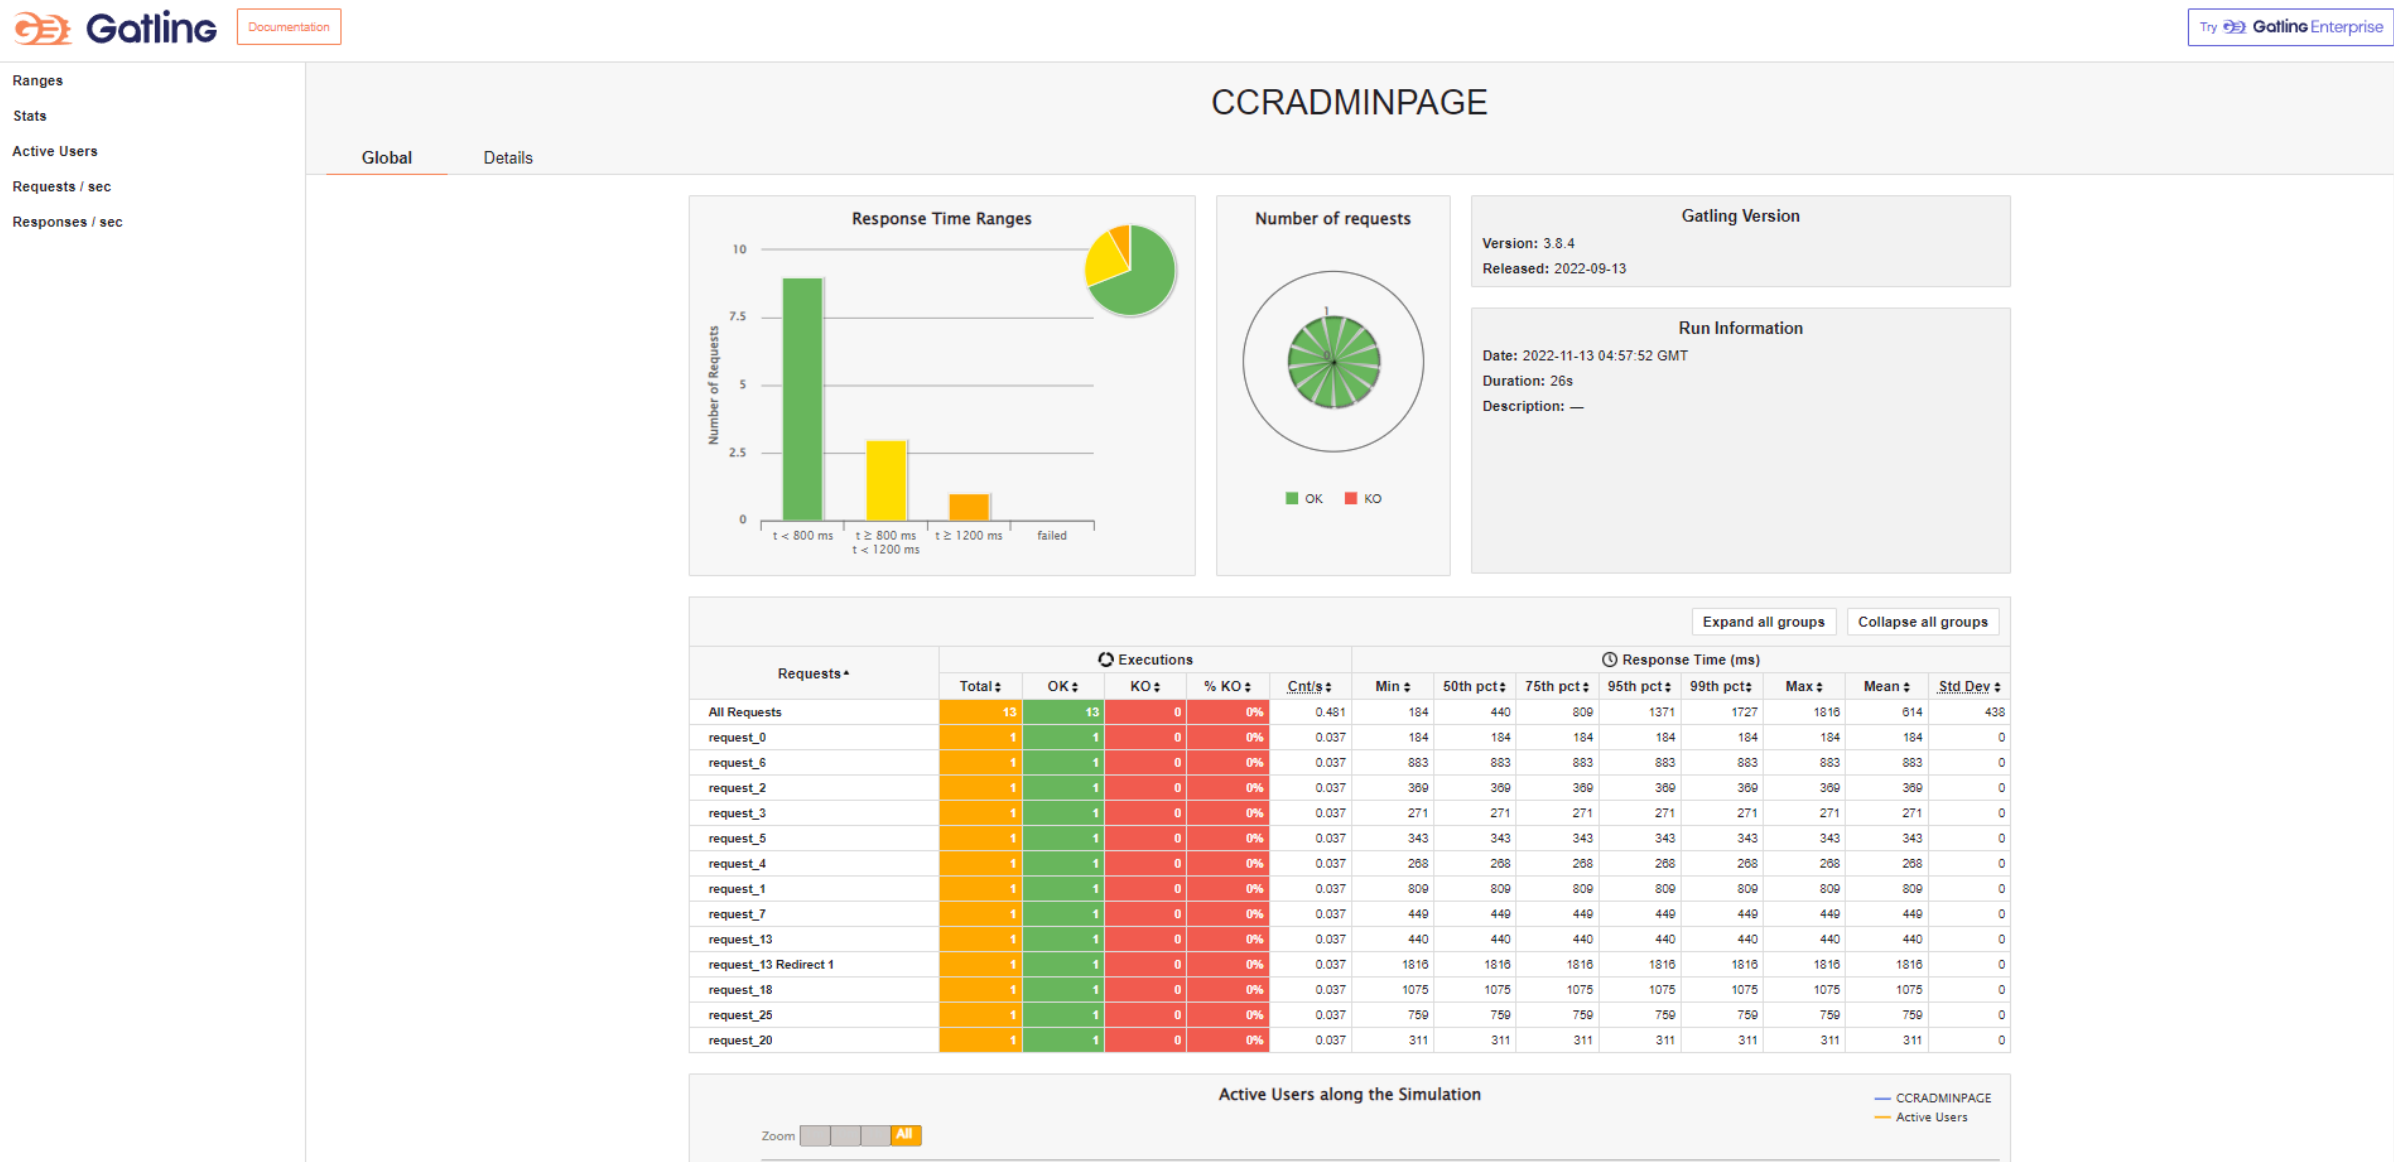 Gatling Documentation Try Gatling Enterprise
Ranges
Stats
Active Users
Requests / sec
Responses / sec
CCRADMINPAGE
Global Details
Response Time Ranges
Number of Requests
10
7.5
5
2.5
0
t < 800 ms t ≥ 800 ms t ≥ 1200 ms failed
t < 1200 ms
Number of requests
1
0
OK KO
Gatling Version
Version: 3.8.4
Released: 2022-09-13
Run Information
Date: 2022-11-13 04:57:52 GMT
Duration: 26s
Description: —
Expand all groups Collapse all groups
Requests Executions Response Time (ms)
Total OK KO % KO Cnt/s Min 50th pct 75th pct 95th pct 99th pct Max Mean Std Dev
All Requests 13 13 0 0% 0.481 184 440 809 1371 1727 1816 614 438
request_0 1 1 0 0% 0.037 184 184 184 184 184 184 184 0
request_6 1 1 0 0% 0.037 883 883 883 883 883 883 883 0
request_2 1 1 0 0% 0.037 369 369 369 369 369 369 369 0
request_3 1 1 0 0% 0.037 271 271 271 271 271 271 271 0
request_5 1 1 0 0% 0.037 343 343 343 343 343 343 343 0
request_4 1 1 0 0% 0.037 268 268 268 268 268 268 268 0
request_1 1 1 0 0% 0.037 809 809 809 809 809 809 809 0
request_7 1 1 0 0% 0.037 449 449 449 449 449 449 449 0
request_13 1 1 0 0% 0.037 440 440 440 440 440 440 440 0
request_13 Redirect 1 1 1 0 0% 0.037 1816 1816 1816 1816 1816 1816 1816 0
request_18 1 1 0 0% 0.037 1075 1075 1075 1075 1075 1075 1075 0
request_25 1 1 0 0% 0.037 759 759 759 759 759 759 759 0
request_20 1 1 0 0% 0.037 311 311 311 311 311 311 311 0
Active Users along the Simulation
CCRADMINPAGE
Active Users
Zoom All